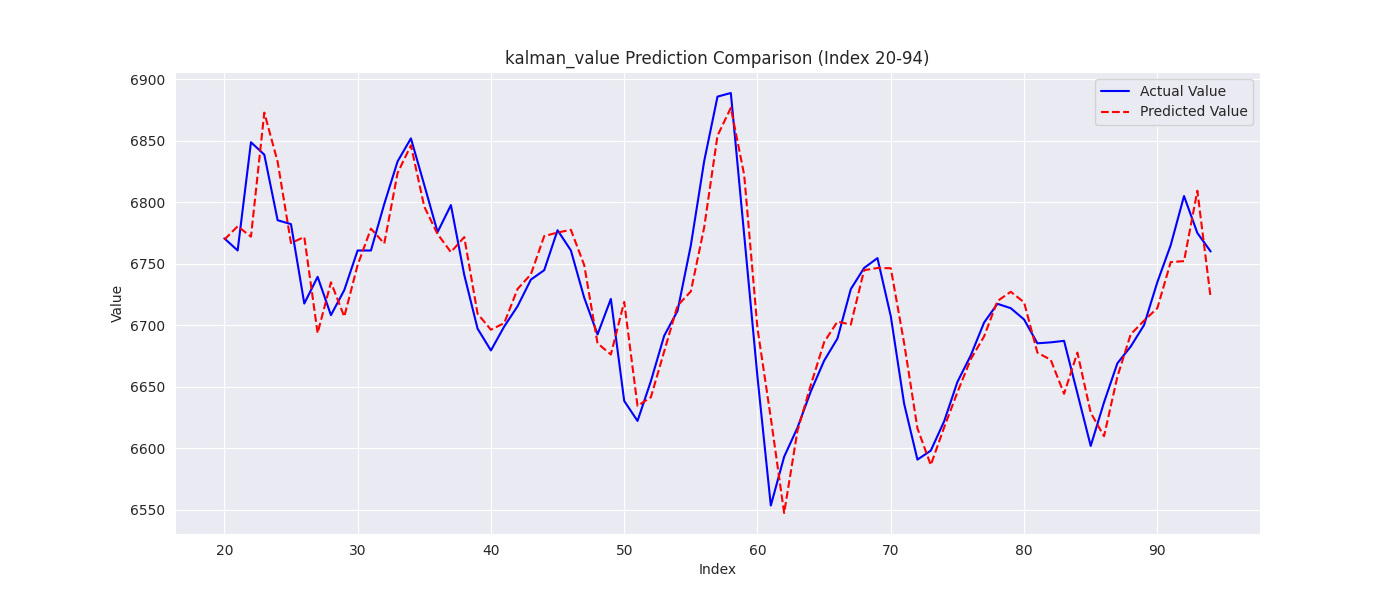 kalman_value Prediction Comparison (Index 20-94)
6900
6850
6800
6750
6700
6650
6600
6550
Value
Actual Value
Predicted Value
20 30 40 50 60 70 80 90
Index